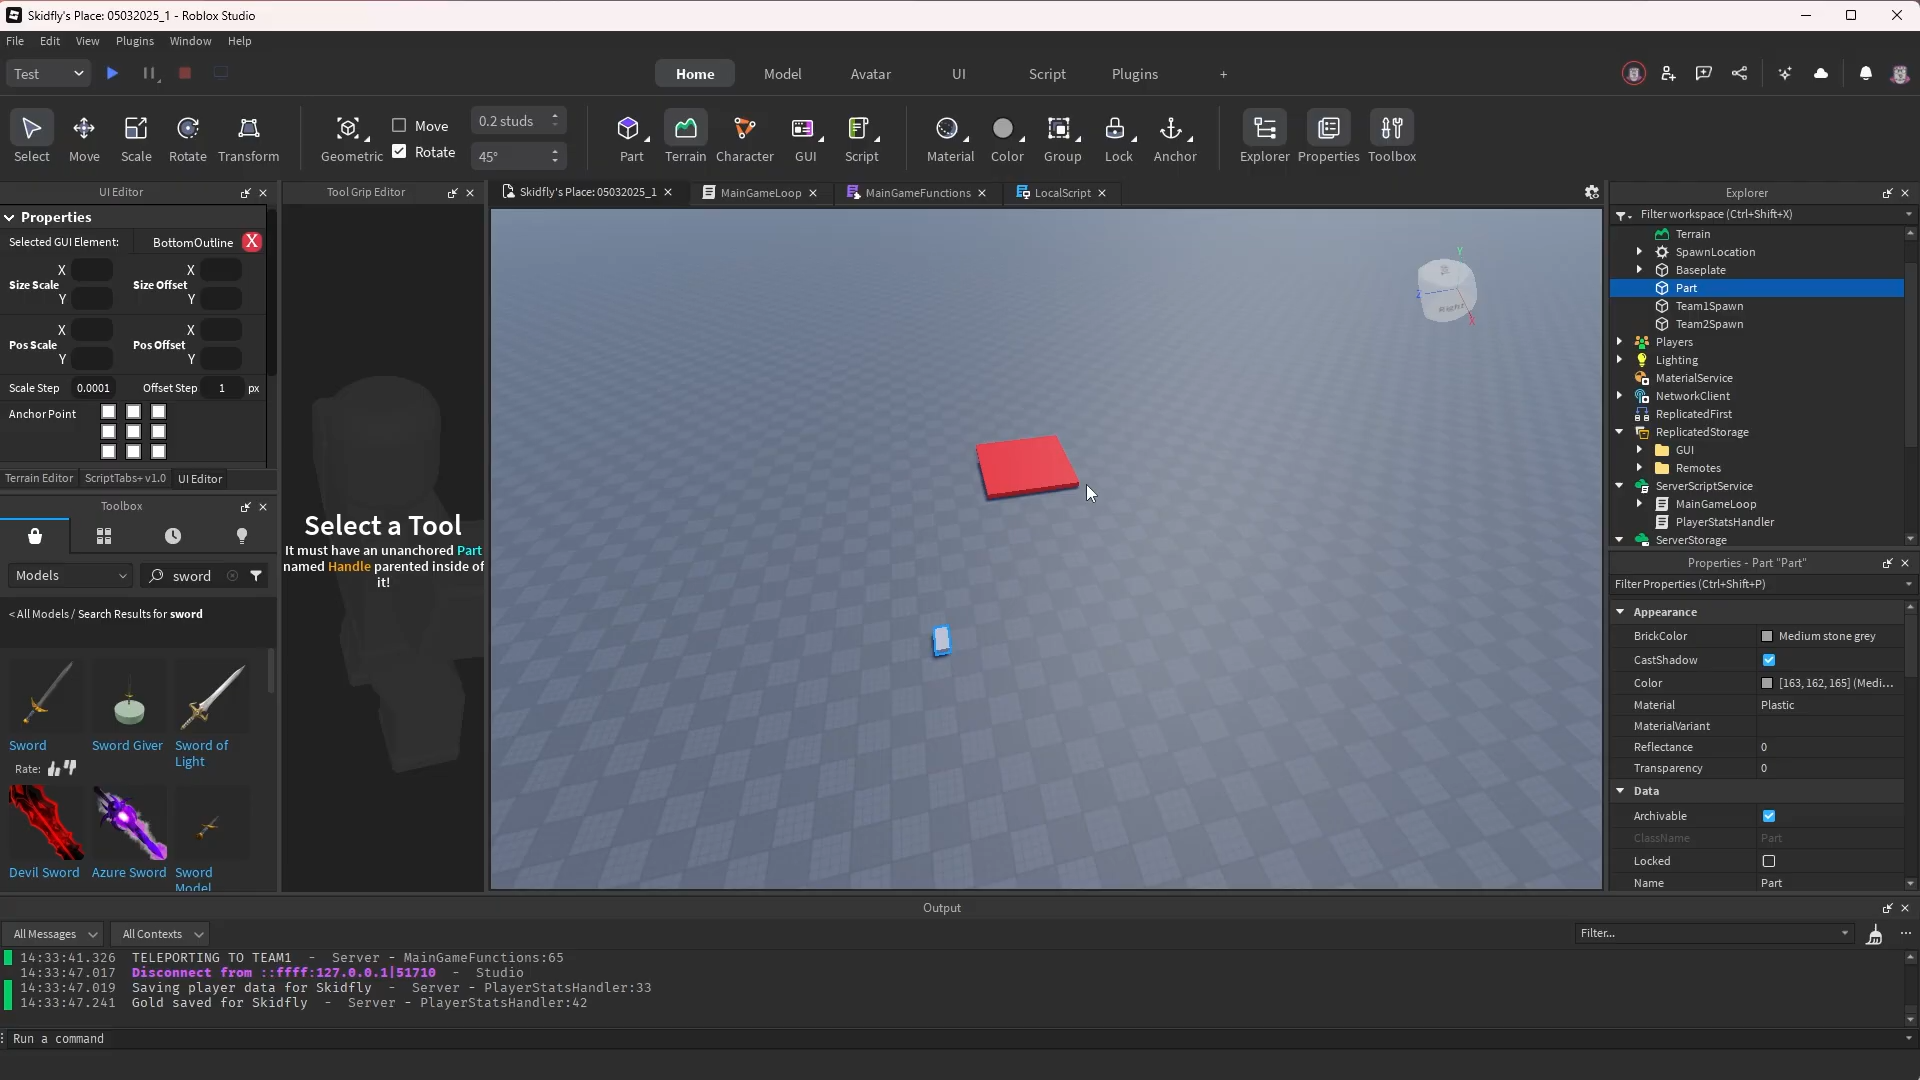 Skidfly's Place: 05032025_1 - Roblox Studio
File Edit View Plugins Window Help
Test
Home Model Avatar UI Script Plugins +
Select Move Scale Rotate Transform
Geometric
Move
Rotate
0.2 studs
45°
Part Terrain Character GUI Script
Material Color Group Lock Anchor
Explorer Properties Toolbox
UI Editor
Properties
Selected GUI Element: BottomOutline X
X X
Size Scale Size Offset
Y Y
X X
Pos Scale Pos Offset
Y Y
Scale Step 0.0001 Offset Step 1 px
Anchor Point
Terrain Editor ScriptTabs+ v1.0 UI Editor
Toolbox
Models sword
< All Models / Search Results for sword
Sword
Sword Giver
Sword of
Light
Rate:
Devil Sword
Azure Sword
Sword
Model
Tool Grip Editor
Select a Tool
It must have an unanchored Part
named Handle parented inside of
it!
Skidfly's Place: 05032025_1 MainGameLoop MainGameFunctions LocalScript
Y
Z
X
Explorer
Filter workspace (Ctrl+Shift+X)
Terrain
SpawnLocation
Baseplate
Part
Team1Spawn
Team2Spawn
Players
Lighting
MaterialService
NetworkClient
ReplicatedFirst
ReplicatedStorage
GUI
Remotes
ServerScriptService
MainGameLoop
PlayerStatsHandler
ServerStorage
Properties - Part "Part"
Filter Properties (Ctrl+Shift+P)
Appearance
BrickColor Medium stone grey
CastShadow
Color [163, 162, 165] (Medi...
Material Plastic
MaterialVariant
Reflectance 0
Transparency 0
Data
Archivable
ClassName Part
Locked
Name Part
Output
All Messages All Contexts Filter...
14:33:41.326 TELEPORTING TO TEAM1 - Server - MainGameFunctions:65
14:33:47.017 Disconnect from ::ffff:127.0.0.1|51710 - Studio
14:33:47.019 Saving player data for Skidfly - Server - PlayerStatsHandler:33
14:33:47.241 Gold saved for Skidfly - Server - PlayerStatsHandler:42
Run a command